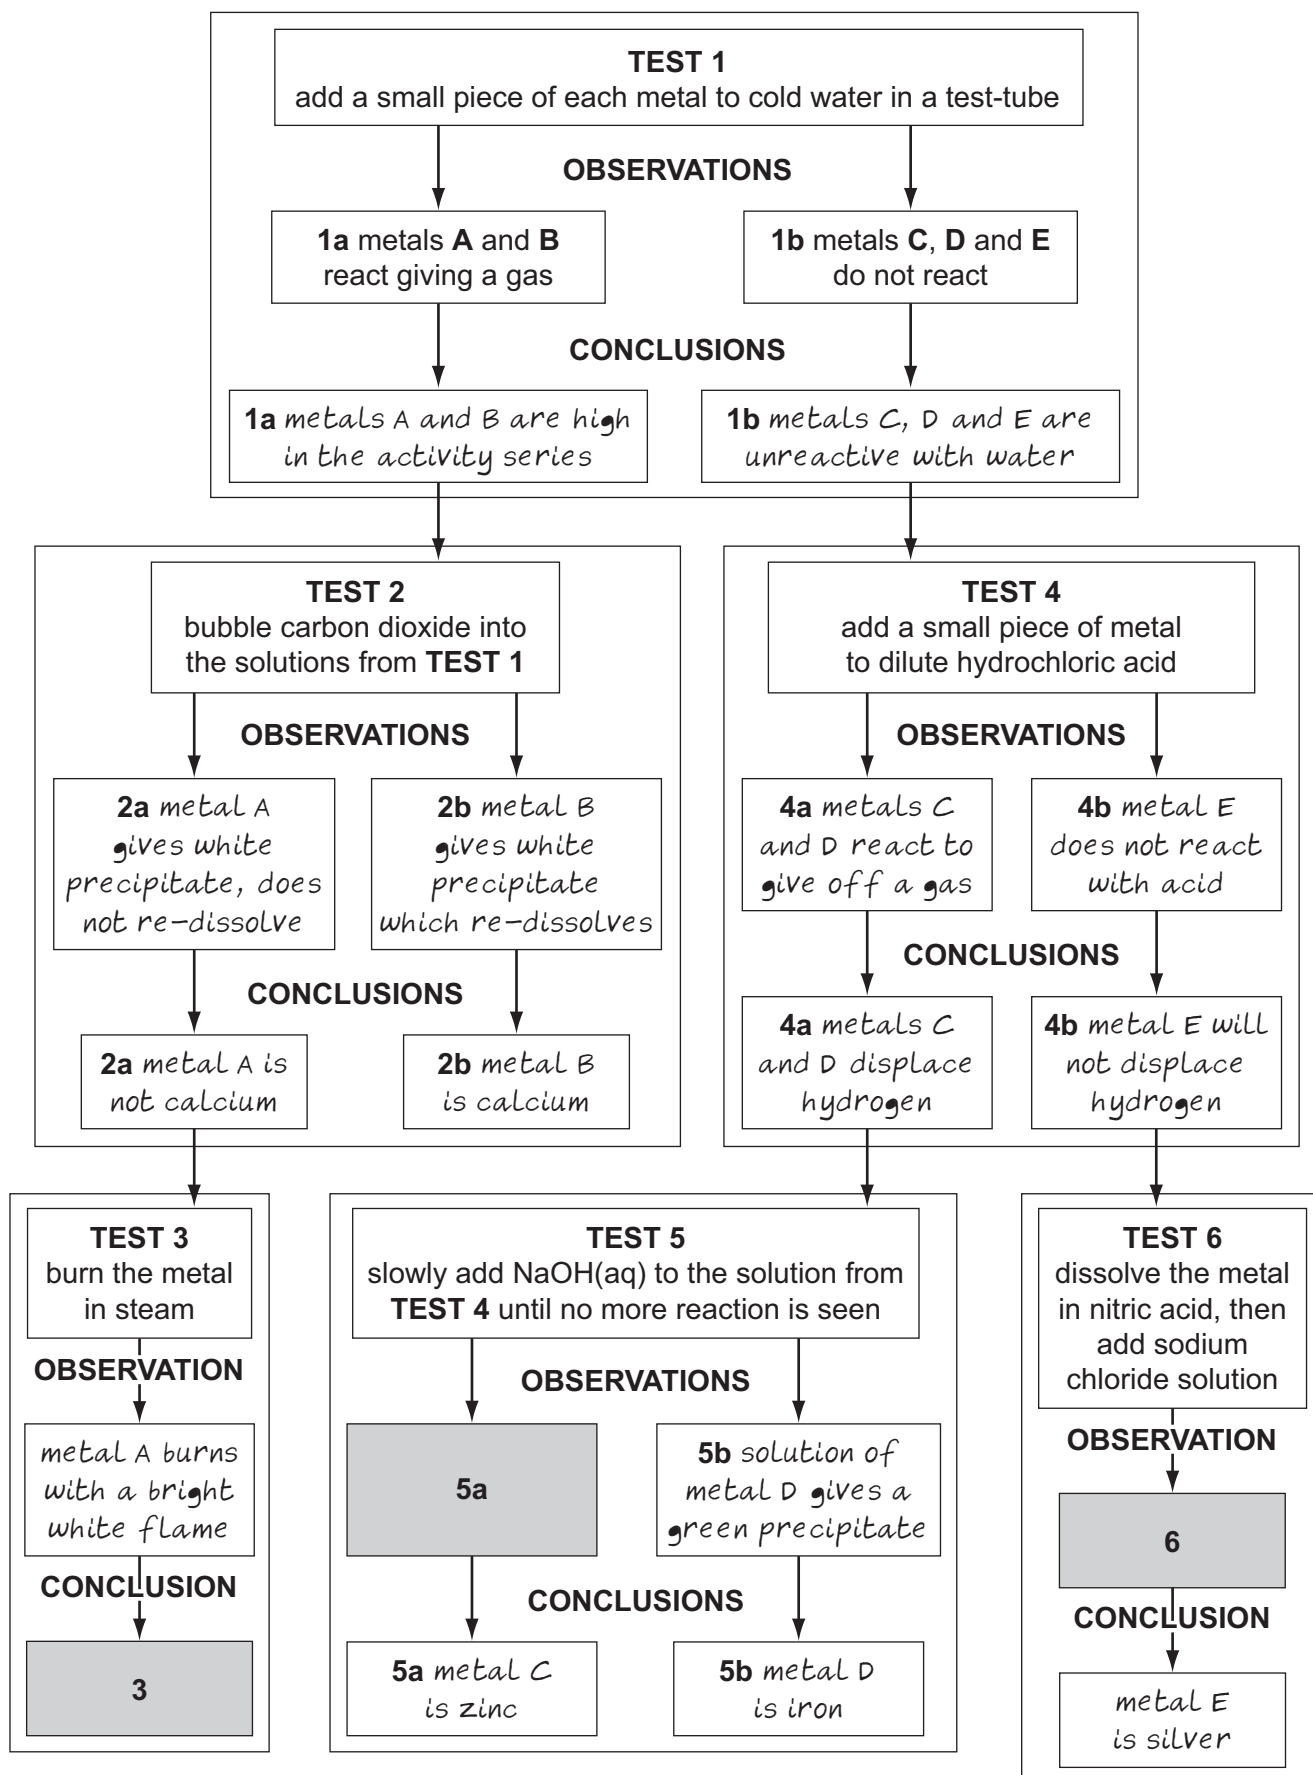 TEST 1
add a small piece of each metal to cold water in a test-tube
OBSERVATIONS
1a metals A and B
react giving a gas
1b metals C, D and E
do not react
CONCLUSIONS
1a metals A and B are high
in the activity series
1b metals C, D and E are
unreactive with water
TEST 2
bubble carbon dioxide into
the solutions from TEST 1
OBSERVATIONS
2a metal A
gives white
precipitate, does
not re-dissolve
2b metal B
gives white
precipitate
which re-dissolves
CONCLUSIONS
2a metal A is
not calcium
2b metal B
is calcium
TEST 4
add a small piece of metal
to dilute hydrochloric acid
OBSERVATIONS
4a metals C
and D react to
give off a gas
4b metal E
does not react
with acid
CONCLUSIONS
4a metals C
and D displace
hydrogen
4b metal E will
not displace
hydrogen
TEST 3
burn the metal
in steam
OBSERVATION
metal A burns
with a bright
white flame
CONCLUSION
3
TEST 5
slowly add NaOH(aq) to the solution from
TEST 4 until no more reaction is seen
OBSERVATIONS
5a
5b solution of
metal D gives a
green precipitate
CONCLUSIONS
5a metal C
is zinc
5b metal D
is iron
TEST 6
dissolve the metal
in nitric acid, then
add sodium
chloride solution
OBSERVATION
6
CONCLUSION
metal E
is silver